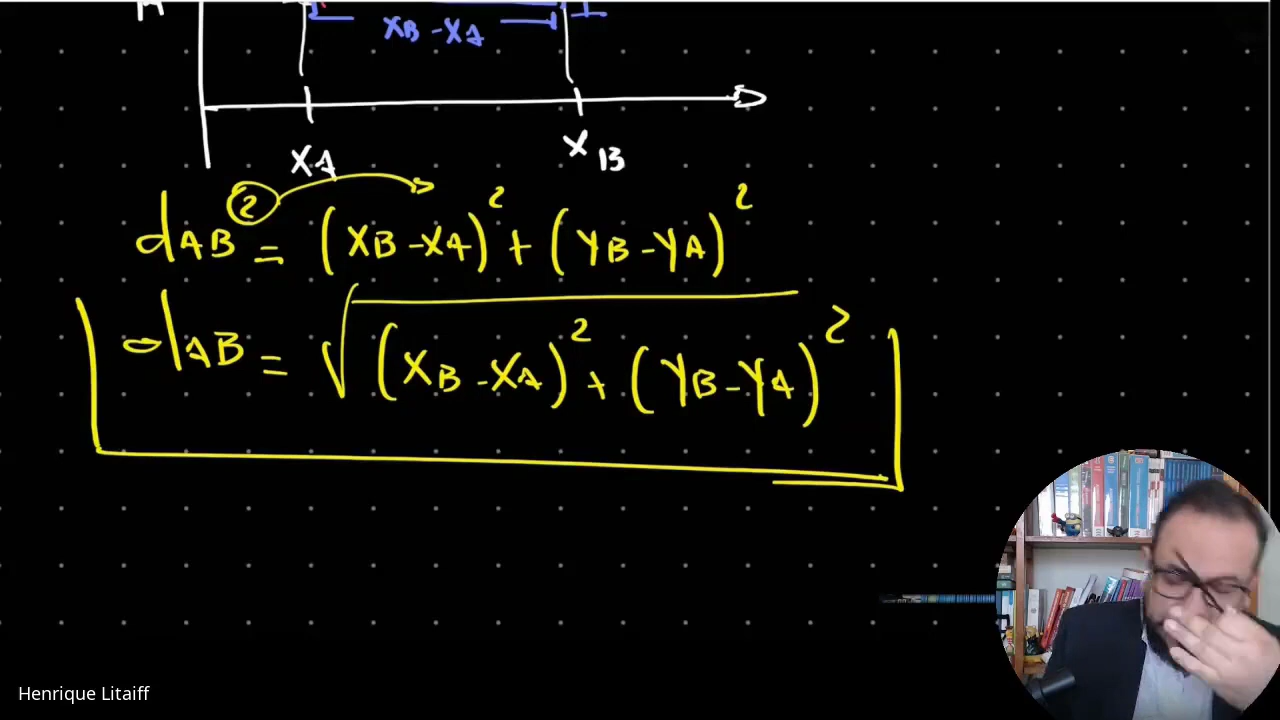 XB - XA
XA
XB
dAB² = (XB - XA)² + (YB - YA)²
dAB = √(XB - XA)² + (YB - YA)²
Henrique Litaiff